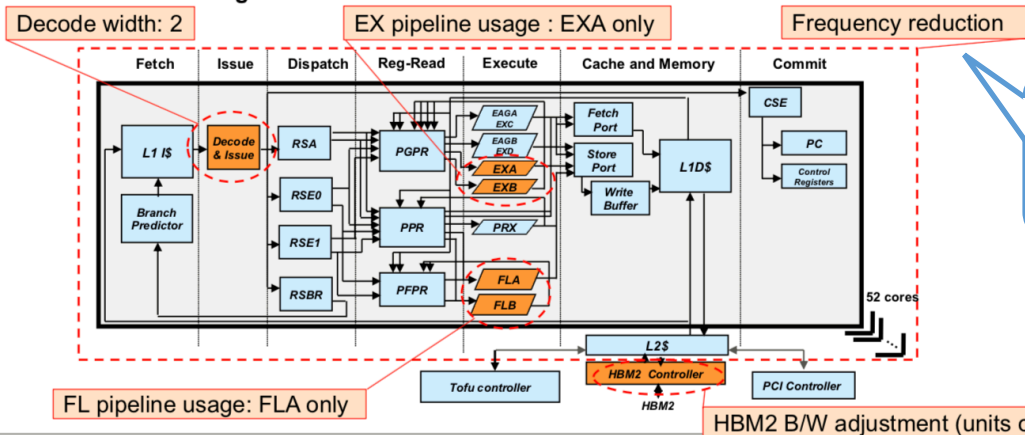 Decode width: 2
EX pipeline usage : EXA only
Frequency reduction
Fetch
Issue
Dispatch
Reg-Read
Execute
Cache and Memory
Commit
L1 I$
Branch
Predictor
Decode
& Issue
RSA
RSE0
RSE1
RSBR
PGPR
PPR
PFPR
EAGA
EXC
EAGB
EXD
EXA
EXB
PRX
FLA
FLB
Fetch
Port
Store
Port
Write
Buffer
L1D$
CSE
PC
Control
Registers
52 cores
L2$
HBM2 Controller
HBM2
Tofu controller
PCI Controller
FL pipeline usage: FLA only
HBM2 B/W adjustment (units